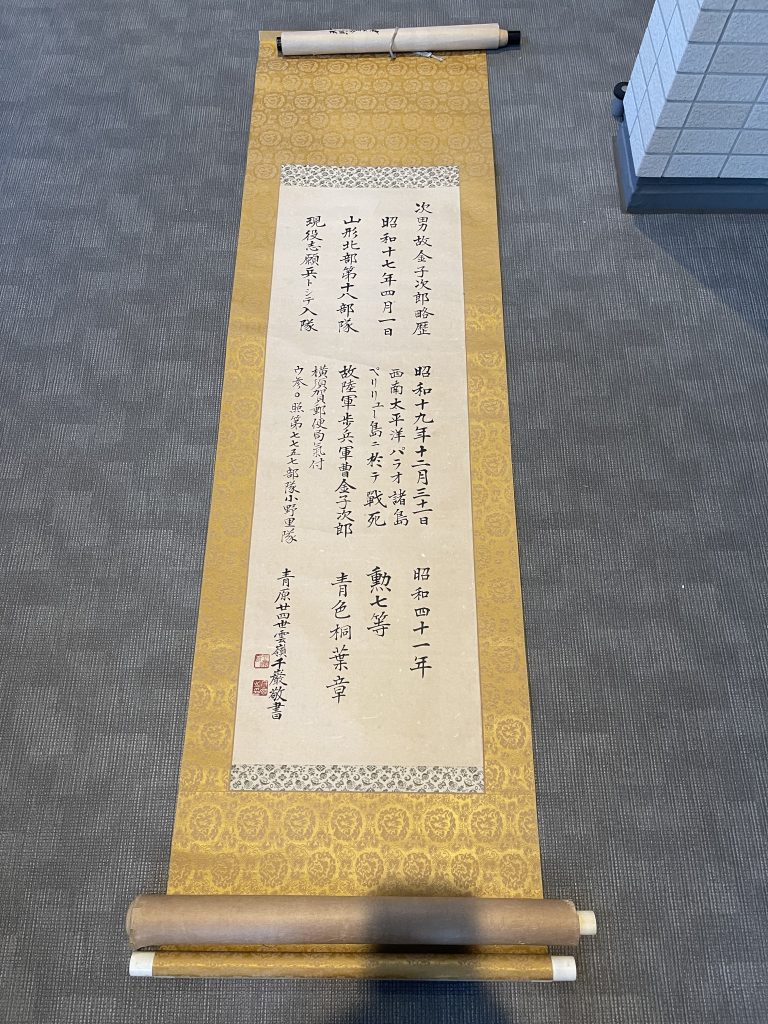 次男故金子次郎略歴
昭和十七年四月一日
山形北部第十八部隊
現役志願兵トシテ入隊
昭和十九年十二月三十一日
西南太平洋パラオ諸島
ペリリュー島ニ於テ戦死
故陸軍歩兵軍曹金子次郎
横須賀郵便局氣付
ウ参〇照第七七五七部隊小野里隊
昭和四十一年
勲七等
青色桐葉章
青原廿四世雲嶺千巖敬書